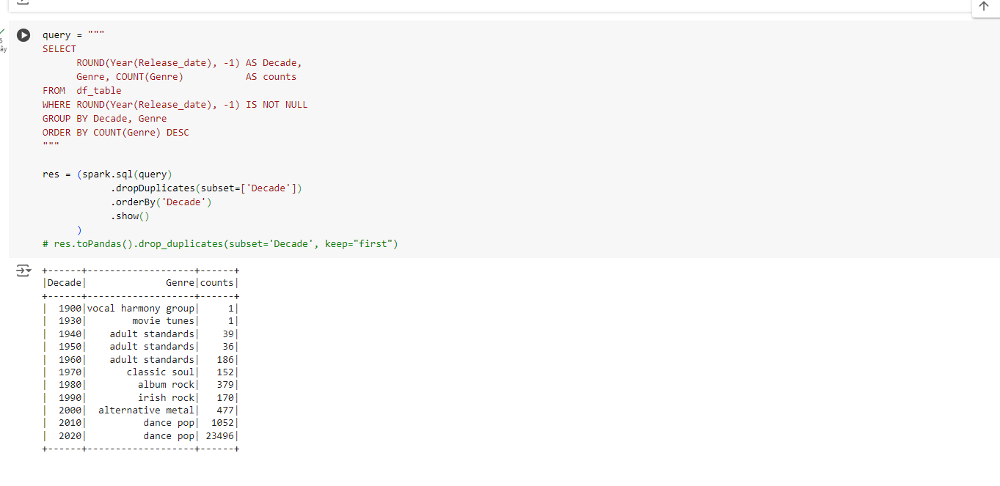 query = """
SELECT
ROUND(Year(Release_date), -1) AS Decade,
Genre, COUNT(Genre) AS counts
FROM df_table
WHERE ROUND(Year(Release_date), -1) IS NOT NULL
GROUP BY Decade, Genre
ORDER BY COUNT(Genre) DESC
"""
res = (spark.sql(query)
.dropDuplicates(subset=['Decade'])
.orderBy('Decade')
.show()
)
# res.toPandas().drop_duplicates(subset='Decade', keep="first")
+------+-------------------+------+
|Decade| Genre|counts|
+------+-------------------+------+
| 1900|vocal harmony group| 1|
| 1930| movie tunes| 1|
| 1940| adult standards| 39|
| 1950| adult standards| 36|
| 1960| adult standards| 186|
| 1970| classic soul| 152|
| 1980| album rock| 379|
| 1990| irish rock| 170|
| 2000| alternative metal| 477|
| 2010| dance pop| 1052|
| 2020| dance pop| 23496|
+------+-------------------+------+